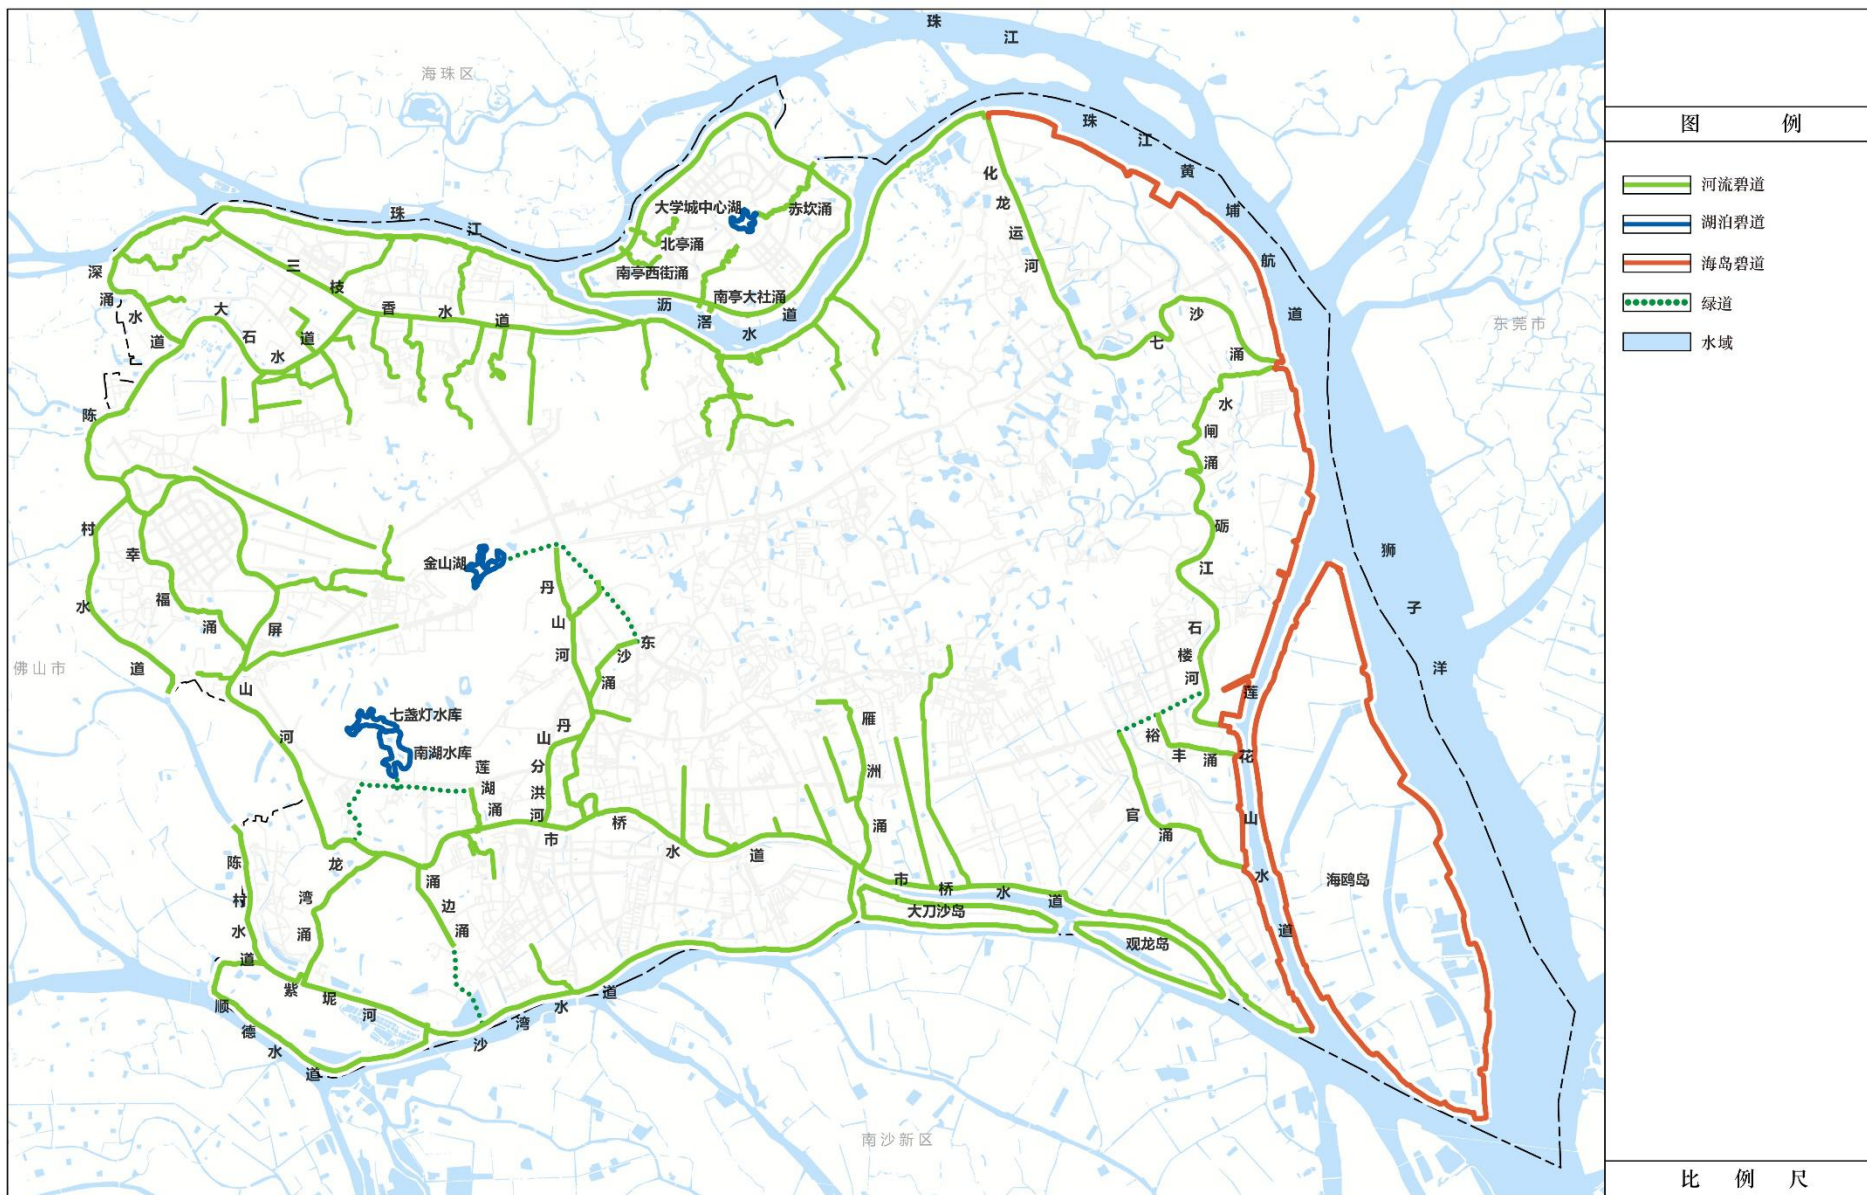 珠江
海珠区
珠江黄埔航道
珠江
大学城中心湖
赤坎涌
北亭涌
南亭西街涌
南亭大社涌
沥滘水道
化龙运河
深涌水道
大石水道
三枝香水道
七沙涌
东莞市
陈村水道
水闸涌
砺江
狮子洋
幸福涌
金山湖
丹山河
东沙涌
石楼河
佛山市
屏山河
七盏灯水库
南湖水库
莲湖涌
丹山分洪河
雁洲涌
裕丰涌
官涌
莲花山水道
海鸥岛
市桥水道
龙湾涌
涌边涌
陈村水道
市桥水道
大刀沙岛
观龙岛
紫坭河
顺德水道
沙湾水道
南沙新区
图例
河流碧道
湖泊碧道
海岛碧道
绿道
水域
比例尺